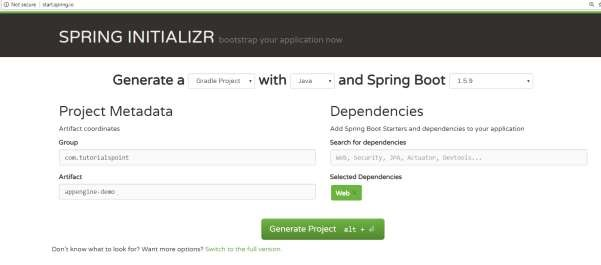 Not secure | start.spring.io
SPRING INITIALIZR bootstrap your application now
Generate a Gradle Project with Java and Spring Boot 1.5.9
Project Metadata
Artifact coordinates
Group
com.tutorialspoint
Artifact
appengine-demo
Dependencies
Add Spring Boot Starters and dependencies to your application
Search for dependencies
Web, Security, JPA, Actuator, Devtools...
Selected Dependencies
Web ×
Generate Project alt + ⏎
Don't know what to look for? Want more options? Switch to the full version.